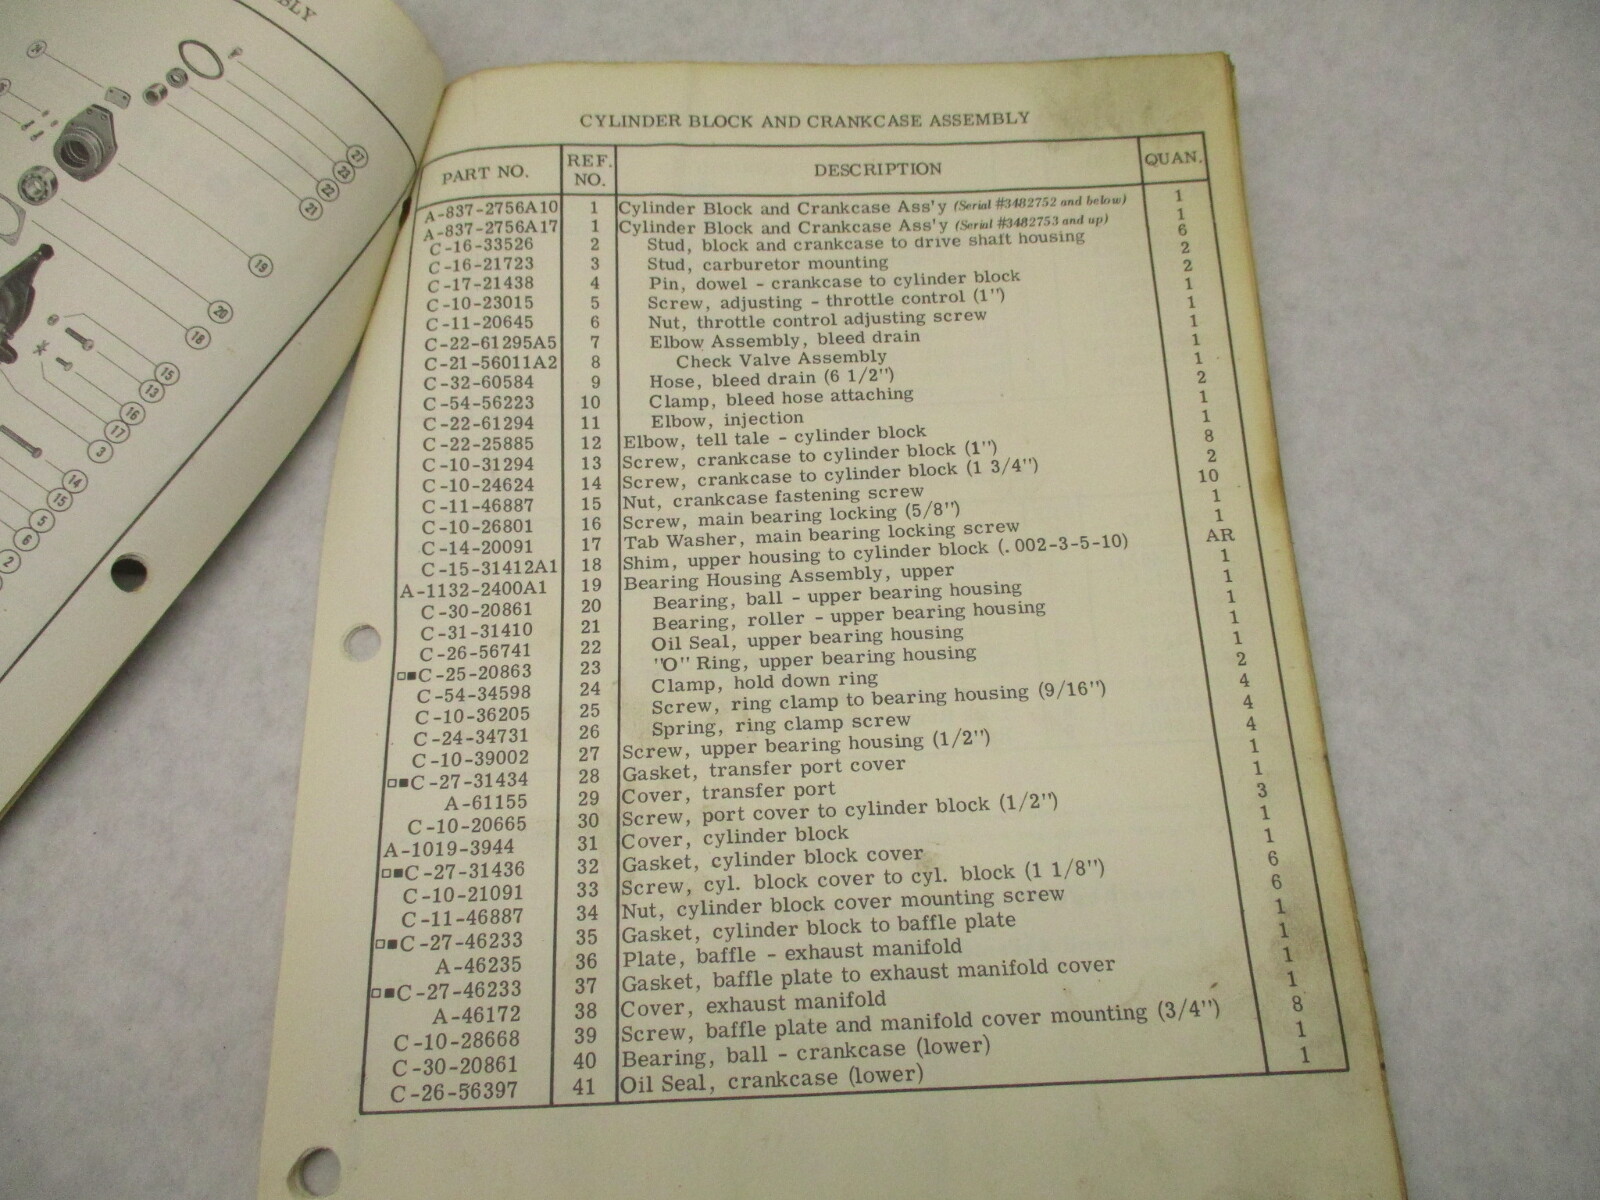 BLY
24
27
23
22
21
19
20
18
15
13
16
17
3
14
15
5
6
2
CYLINDER BLOCK AND CRANKCASE ASSEMBLY
PART NO. REF. NO. DESCRIPTION QUAN.
A-837-2756A10 1 Cylinder Block and Crankcase Ass'y (Serial #3482752 and below) 1
A-837-2756A17 1 Cylinder Block and Crankcase Ass'y (Serial #3482753 and up) 1
C-16-33526 2 Stud, block and crankcase to drive shaft housing 6
C-16-21723 3 Stud, carburetor mounting 2
C-17-21438 4 Pin, dowel - crankcase to cylinder block 2
C-10-23015 5 Screw, adjusting - throttle control (1") 1
C-11-20645 6 Nut, throttle control adjusting screw 1
C-22-61295A5 7 Elbow Assembly, bleed drain 1
C-21-56011A2 8 Check Valve Assembly 1
C-32-60584 9 Hose, bleed drain (6 1/2") 1
C-54-56223 10 Clamp, bleed hose attaching 2
C-22-61294 11 Elbow, injection 1
C-22-25885 12 Elbow, tell tale - cylinder block 1
C-10-31294 13 Screw, crankcase to cylinder block (1") 8
C-10-24624 14 Screw, crankcase to cylinder block (1 3/4") 2
C-11-46887 15 Nut, crankcase fastening screw 10
C-10-26801 16 Screw, main bearing locking (5/8") 1
C-14-20091 17 Tab Washer, main bearing locking screw 1
C-15-31412A1 18 Shim, upper housing to cylinder block (.002-3-5-10) AR
A-1132-2400A1 19 Bearing Housing Assembly, upper 1
C-30-20861 20 Bearing, ball - upper bearing housing 1
C-31-31410 21 Bearing, roller - upper bearing housing 1
C-26-56741 22 Oil Seal, upper bearing housing 1
□■C-25-20863 23 "O" Ring, upper bearing housing 1
C-54-34598 24 Clamp, hold down ring 2
C-10-36205 25 Screw, ring clamp to bearing housing (9/16") 4
C-24-34731 26 Spring, ring clamp screw 4
C-10-39002 27 Screw, upper bearing housing (1/2") 4
□■C-27-31434 28 Gasket, transfer port cover 1
A-61155 29 Cover, transfer port 1
C-10-20665 30 Screw, port cover to cylinder block (1/2") 3
A-1019-3944 31 Cover, cylinder block 1
□■C-27-31436 32 Gasket, cylinder block cover 1
C-10-21091 33 Screw, cyl. block cover to cyl. block (1 1/8") 6
C-11-46887 34 Nut, cylinder block cover mounting screw 6
□■C-27-46233 35 Gasket, cylinder block to baffle plate 1
A-46235 36 Plate, baffle - exhaust manifold 1
□■C-27-46233 37 Gasket, baffle plate to exhaust manifold cover 1
A-46172 38 Cover, exhaust manifold 1
C-10-28668 39 Screw, baffle plate and manifold cover mounting (3/4") 8
C-30-20861 40 Bearing, ball - crankcase (lower) 1
C-26-56397 41 Oil Seal, crankcase (lower) 1